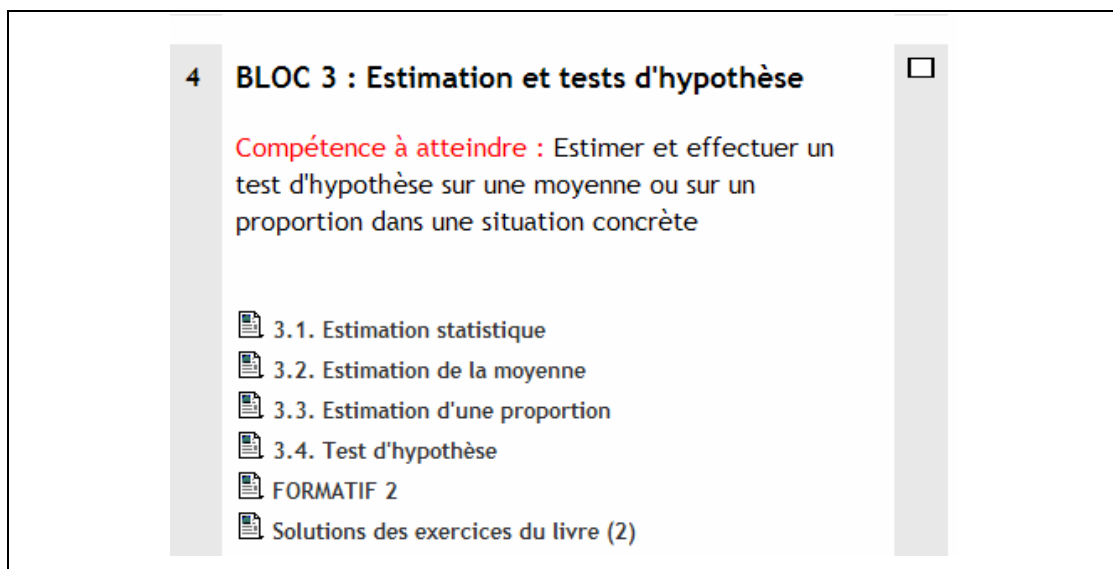 4 BLOC 3 : Estimation et tests d'hypothèse
Compétence à atteindre : Estimer et effectuer un
test d'hypothèse sur une moyenne ou sur un
proportion dans une situation concrète
3.1. Estimation statistique
3.2. Estimation de la moyenne
3.3. Estimation d'une proportion
3.4. Test d'hypothèse
FORMATIF 2
Solutions des exercices du livre (2)